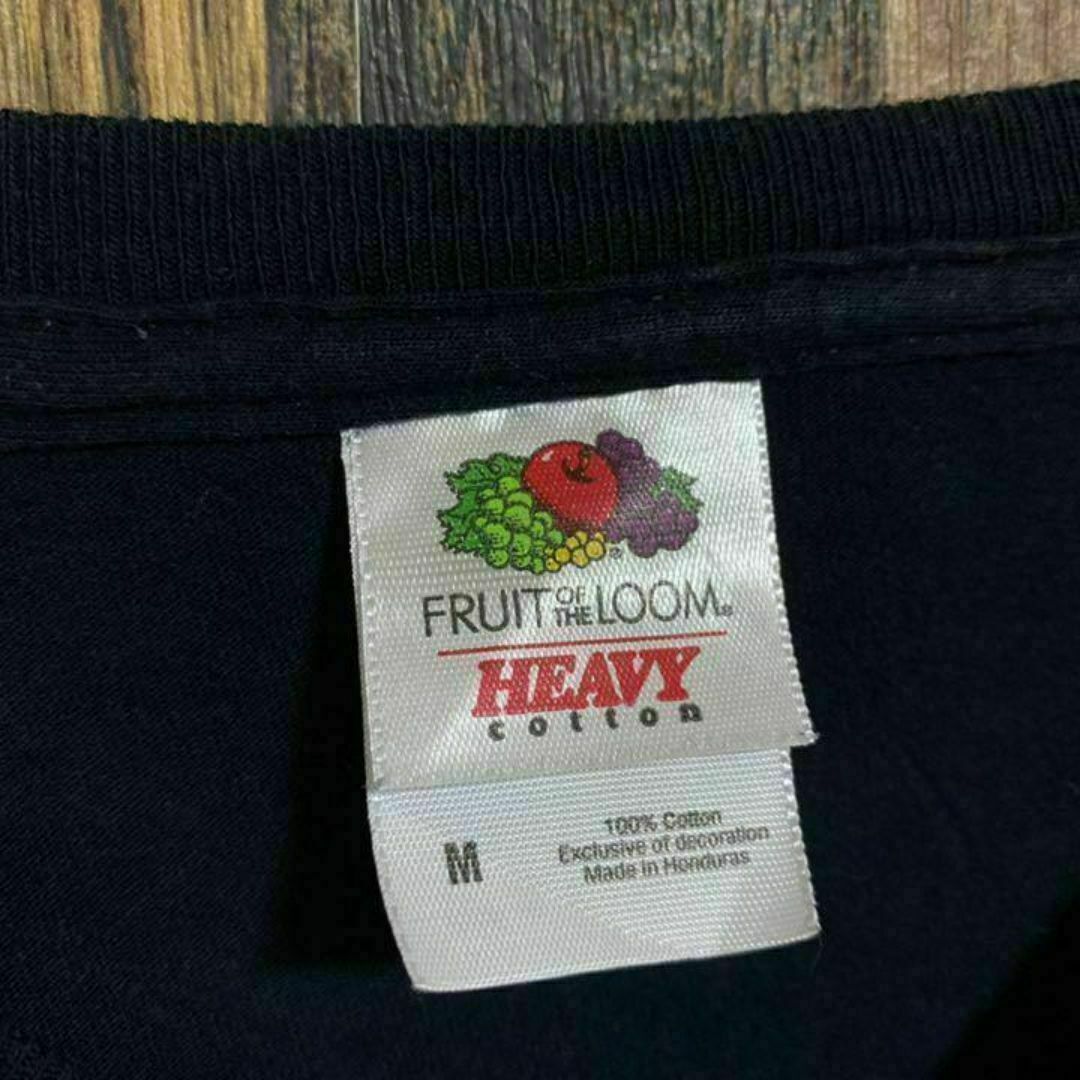 FRUIT OF THE LOOM®
HEAVY
cotton
M
100% Cotton
Exclusive of decoration
Made in Honduras